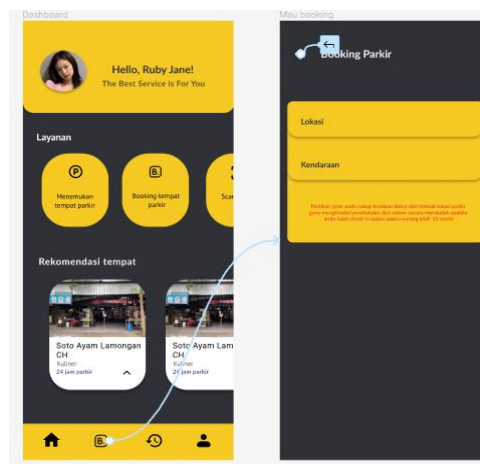 Dashboard
Meu booking
Hello, Ruby Jane!
The Best Service is For You
Layanan
P
Menemukan
tempat parkir
B.
Booking tempat
parkir
Scan
Rekomendasi tempat
Soto Ayam Lamongan
CH
Kuliner
24 jam parkir
Soto Ayam Lam
CH
Kuliner
24 jam parkir
B.
Booking Parkir
Lokasi
Kendaraan